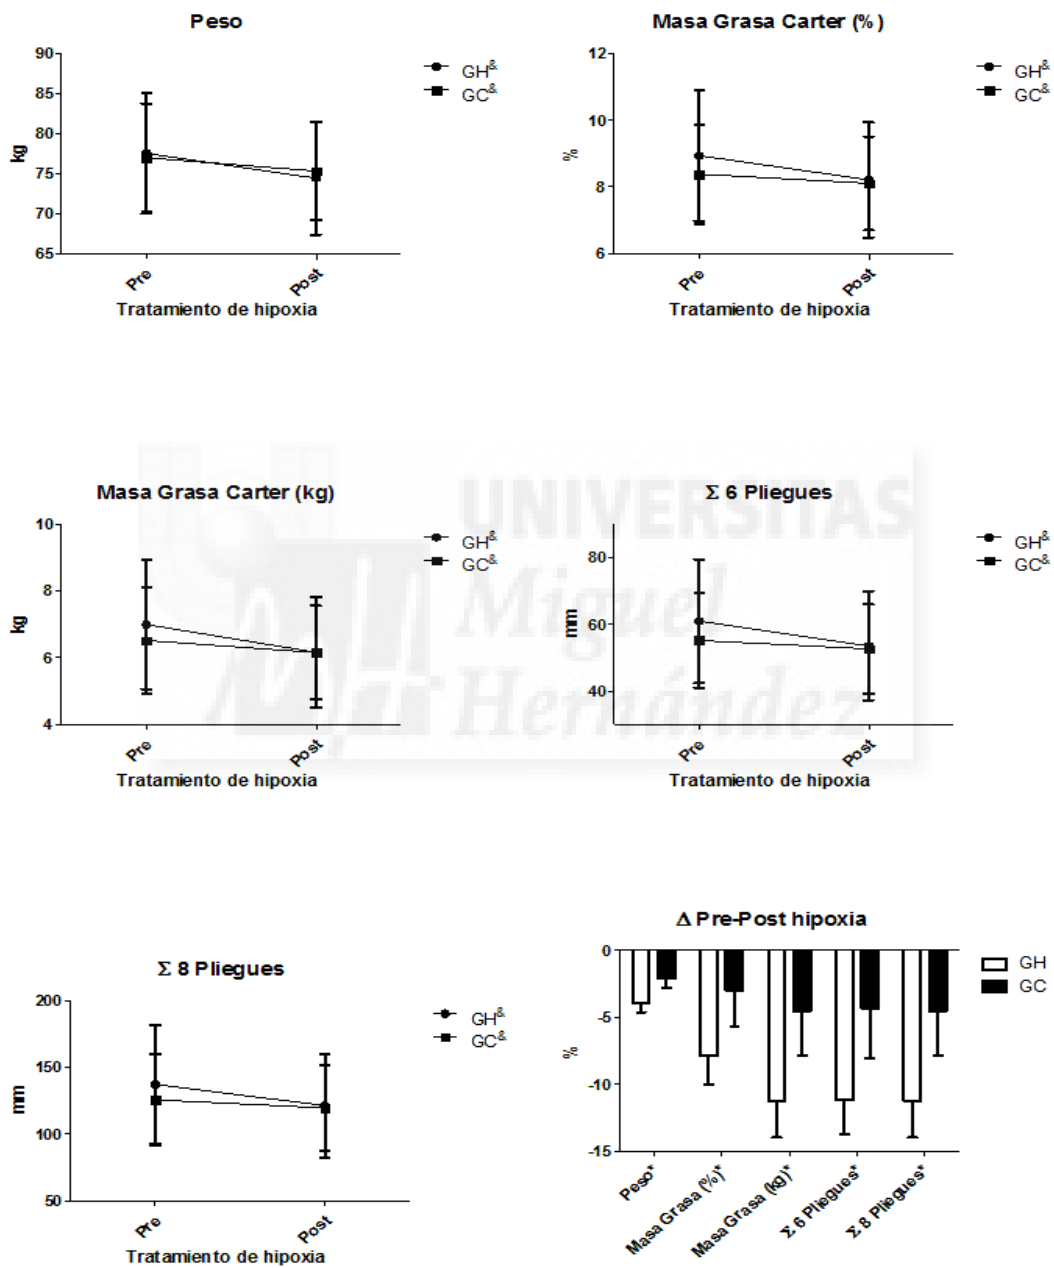 Peso
90
85
80
75
70
65
kg
Pre
Post
Tratamiento de hipoxia
GH&
GC&
Masa Grasa Carter (%)
12
10
8
6
%
Pre
Post
Tratamiento de hipoxia
GH&
GC&
UNIVERSITAS
Miguel
Hernández
Masa Grasa Carter (kg)
10
8
6
4
kg
Pre
Post
Tratamiento de hipoxia
GH&
GC&
Σ 6 Pliegues
80
60
40
mm
Pre
Post
Tratamiento de hipoxia
GH&
GC&
Σ 8 Pliegues
200
150
100
50
mm
Pre
Post
Tratamiento de hipoxia
GH&
GC&
Δ Pre-Post hipoxia
0
-5
-10
-15
%
Peso*
Masa Grasa (%)*
Masa Grasa (kg)*
Σ 6 Pliegues*
Σ 8 Pliegues*
GH
GC